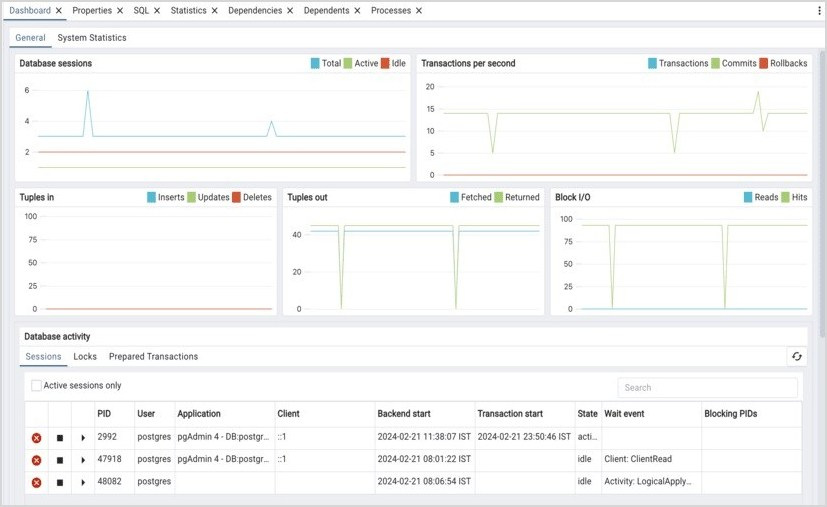 Dashboard Properties SQL Statistics Dependencies Dependents Processes
General System Statistics
Database sessions Total Active Idle
6
4
2
Transactions per second Transactions Commits Rollbacks
20
15
10
5
0
Tuples in Inserts Updates Deletes
100
75
50
25
0
Tuples out Fetched Returned
40
20
0
Block I/O Reads Hits
100
75
50
25
0
Database activity
Sessions Locks Prepared Transactions
Active sessions only Search
PID User Application Client Backend start Transaction start State Wait event Blocking PIDs
2992 postgres pgAdmin 4 - DB:postgr... ::1 2024-02-21 11:38:07 IST 2024-02-21 23:50:46 IST acti...
47918 postgres pgAdmin 4 - DB:postgr... ::1 2024-02-21 08:01:22 IST idle Client: ClientRead
48082 postgres 2024-02-21 08:06:54 IST idle Activity: LogicalApply...